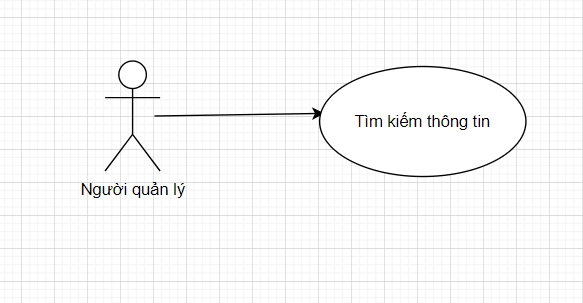 Tìm kiếm thông tin
Người quản lý